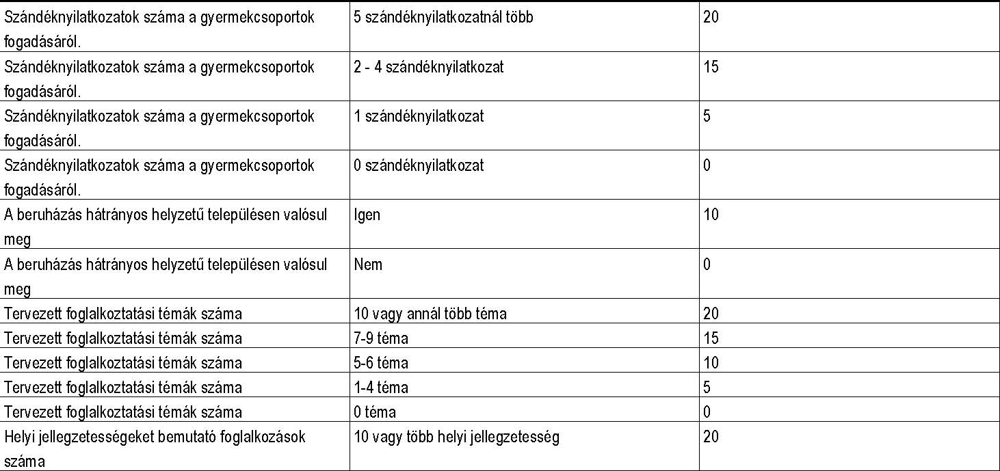 Szándéknyilatkozatok száma a gyermekcsoportok 5 szándéknyilatkozatnál több 20
fogadásáról.
Szándéknyilatkozatok száma a gyermekcsoportok 2 - 4 szándéknyilatkozat 15
fogadásáról.
Szándéknyilatkozatok száma a gyermekcsoportok 1 szándéknyilatkozat 5
fogadásáról.
Szándéknyilatkozatok száma a gyermekcsoportok 0 szándéknyilatkozat 0
fogadásáról.
A beruházás hátrányos helyzetű településen valósul Igen 10
meg
A beruházás hátrányos helyzetű településen valósul Nem 0
meg
Tervezett foglalkoztatási témák száma 10 vagy annál több téma 20
Tervezett foglalkoztatási témák száma 7-9 téma 15
Tervezett foglalkoztatási témák száma 5-6 téma 10
Tervezett foglalkoztatási témák száma 1-4 téma 5
Tervezett foglalkoztatási témák száma 0 téma 0
Helyi jellegzetességeket bemutató foglalkozások 10 vagy több helyi jellegzetesség 20
száma